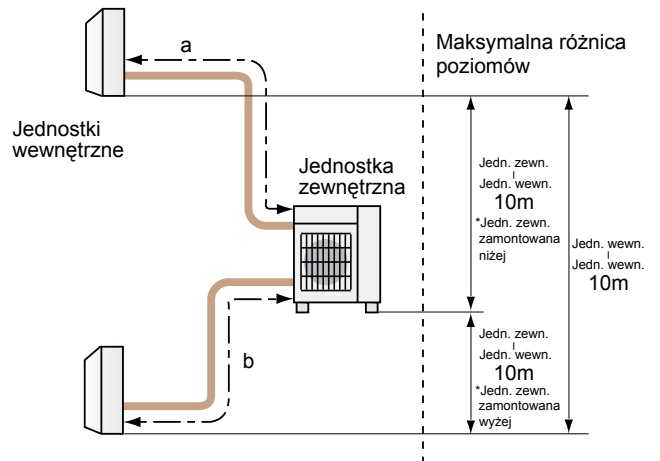 a
Maksymalna różnica
poziomów
Jednostki
wewnętrzne
Jednostka
zewnętrzna
Jedn. zewn.
ı
Jedn. wewn.
10m
*Jedn. zewn.
zamontowana
niżej
Jedn. wewn.
ı
Jedn. wewn.
10m
b
Jedn. zewn.
ı
Jedn. wewn.
10m
*Jedn. zewn.
zamontowana
wyżej